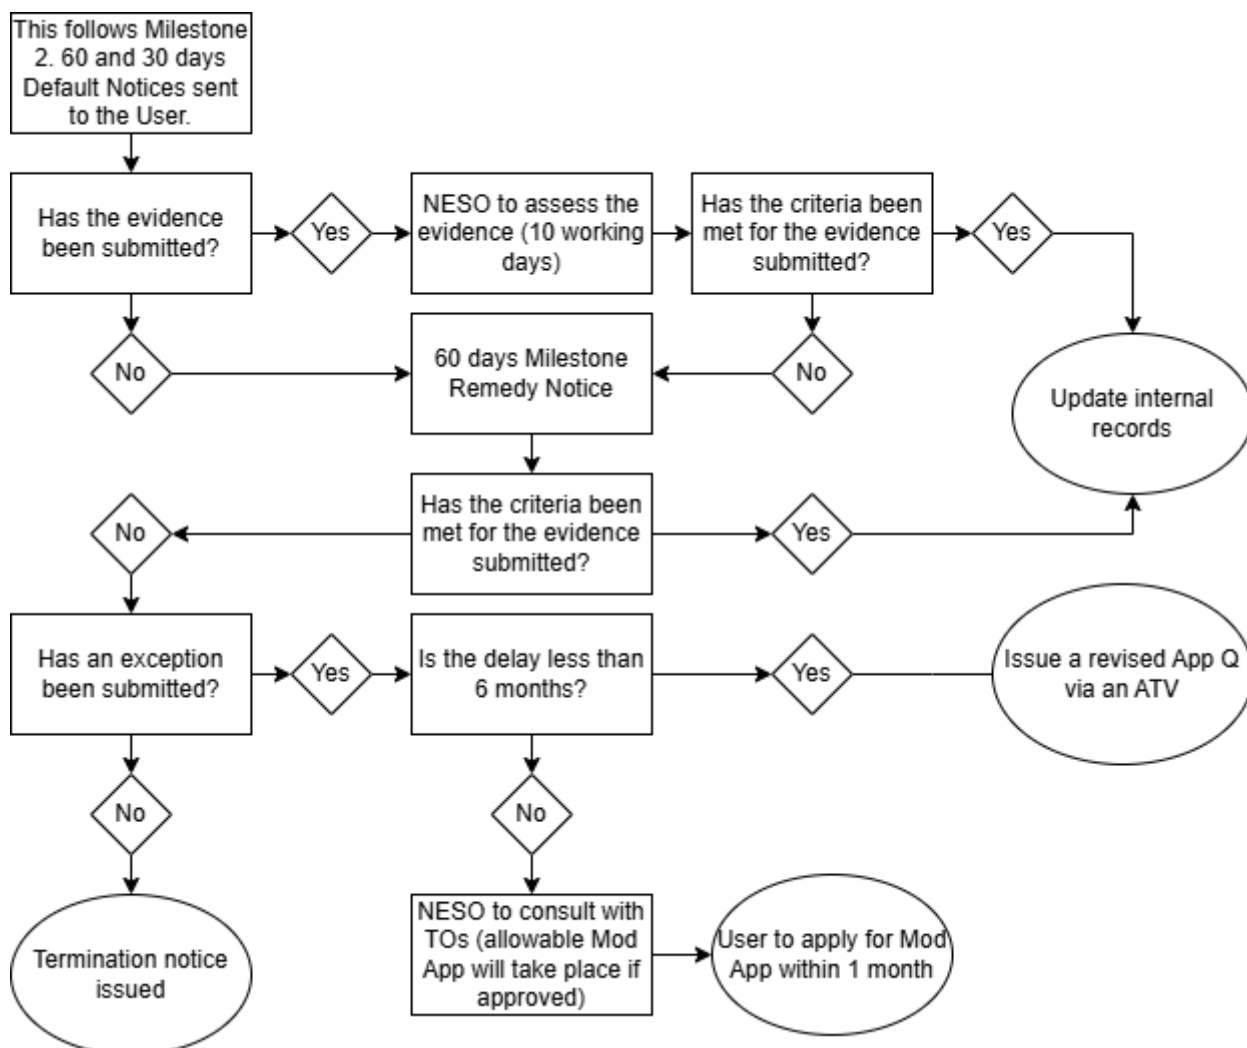 This follows Milestone
2. 60 and 30 days
Default Notices sent
to the User.
Has the evidence
been submitted?
Yes
NESO to assess the
evidence (10 working
days)
Has the criteria been
met for the evidence
submitted?
Yes
No
60 days Milestone
Remedy Notice
No
Update internal
records
No
Has the criteria been
met for the evidence
submitted?
Yes
Has an exception
been submitted?
Yes
Is the delay less than
6 months?
Yes
Issue a revised App Q
via an ATV
No
No
Termination notice
issued
NESO to consult with
TOs (allowable Mod
App will take place if
approved)
User to apply for Mod
App within 1 month